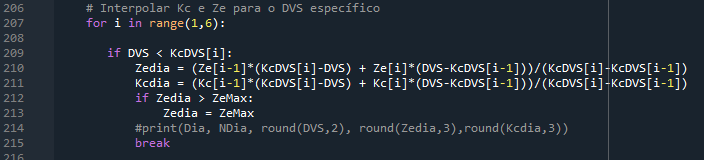 206 # Interpolar Kc e Ze para o DVS específico
207 for i in range(1,6):
208
209 if DVS < KcDVS[i]:
210 Zedia = (Ze[i-1]*(KcDVS[i]-DVS) + Ze[i]*(DVS-KcDVS[i-1]))/(KcDVS[i]-KcDVS[i-1])
211 Kcdia = (Kc[i-1]*(KcDVS[i]-DVS) + Kc[i]*(DVS-KcDVS[i-1]))/(KcDVS[i]-KcDVS[i-1])
212 if Zedia > ZeMax:
213 Zedia = ZeMax
214 #print(Dia, NDia, round(DVS,2), round(Zedia,3),round(Kcdia,3))
215 break
216